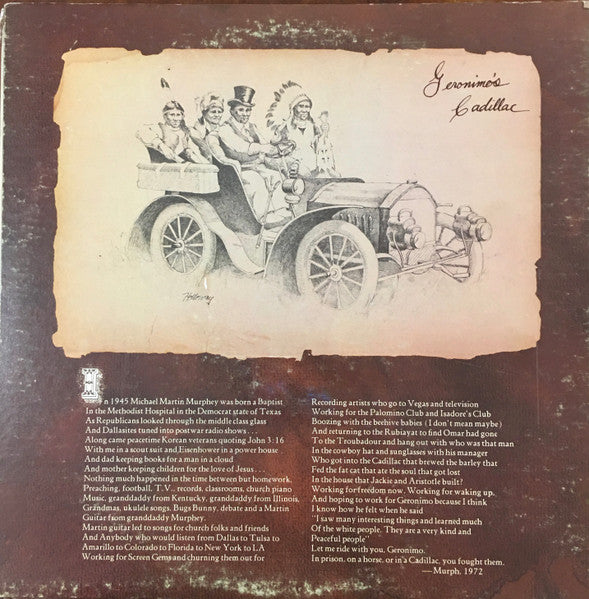 Geronimo's
Cadillac
Holloway
In 1945 Michael Martin Murphey was born a Baptist
In the Methodist Hospital in the Democrat state of Texas
As Republicans looked through the middle class glass
And Dallasites tuned into postwar radio shows . . .
Along came peacetime Korean veterans quoting John 3:16
With me in a scout suit and Eisenhower in a power house
And dad keeping books for a man in a cloud
And mother keeping children for the love of Jesus . . .
Nothing much happened in the time between but homework,
Preaching, football, T.V., records, classrooms, church piano
Music, granddaddy from Kentucky, granddaddy from Illinois,
Grandmas, ukulele songs, Bugs Bunny, debate and a Martin
Guitar from granddaddy Murphey.
Martin guitar led to songs for church folks and friends
And Anybody who would listen from Dallas to Tulsa to
Amarillo to Colorado to Florida to New York to LA
Working for Screen Gems and churning them out for
Recording artists who go to Vegas and television
Working for the Palomino Club and Isadore's Club
Boozing with the berhie babies (I don't mean maybe)
And returning to the Rubiayat to find Omar had gone
To the Troubadour and hang out with who was that man
In the cowboy hat and sunglasses with his manager
Who got into the Cadillac that brewed the barley that
Fed the fat cat that ate the soul that got lost
In the house that Jackie and Aristotle built?
Working for freedom now. Working for waking up.
And hoping to work for Geronimo because I think
I know how he felt when he said
"I saw many interesting things and learned much
Of the white people. They are a very kind and
Peaceful people"
Let me ride with you, Geronimo.
In prison, on a horse, or in a Cadillac, you fought them.
—Murph, 1972